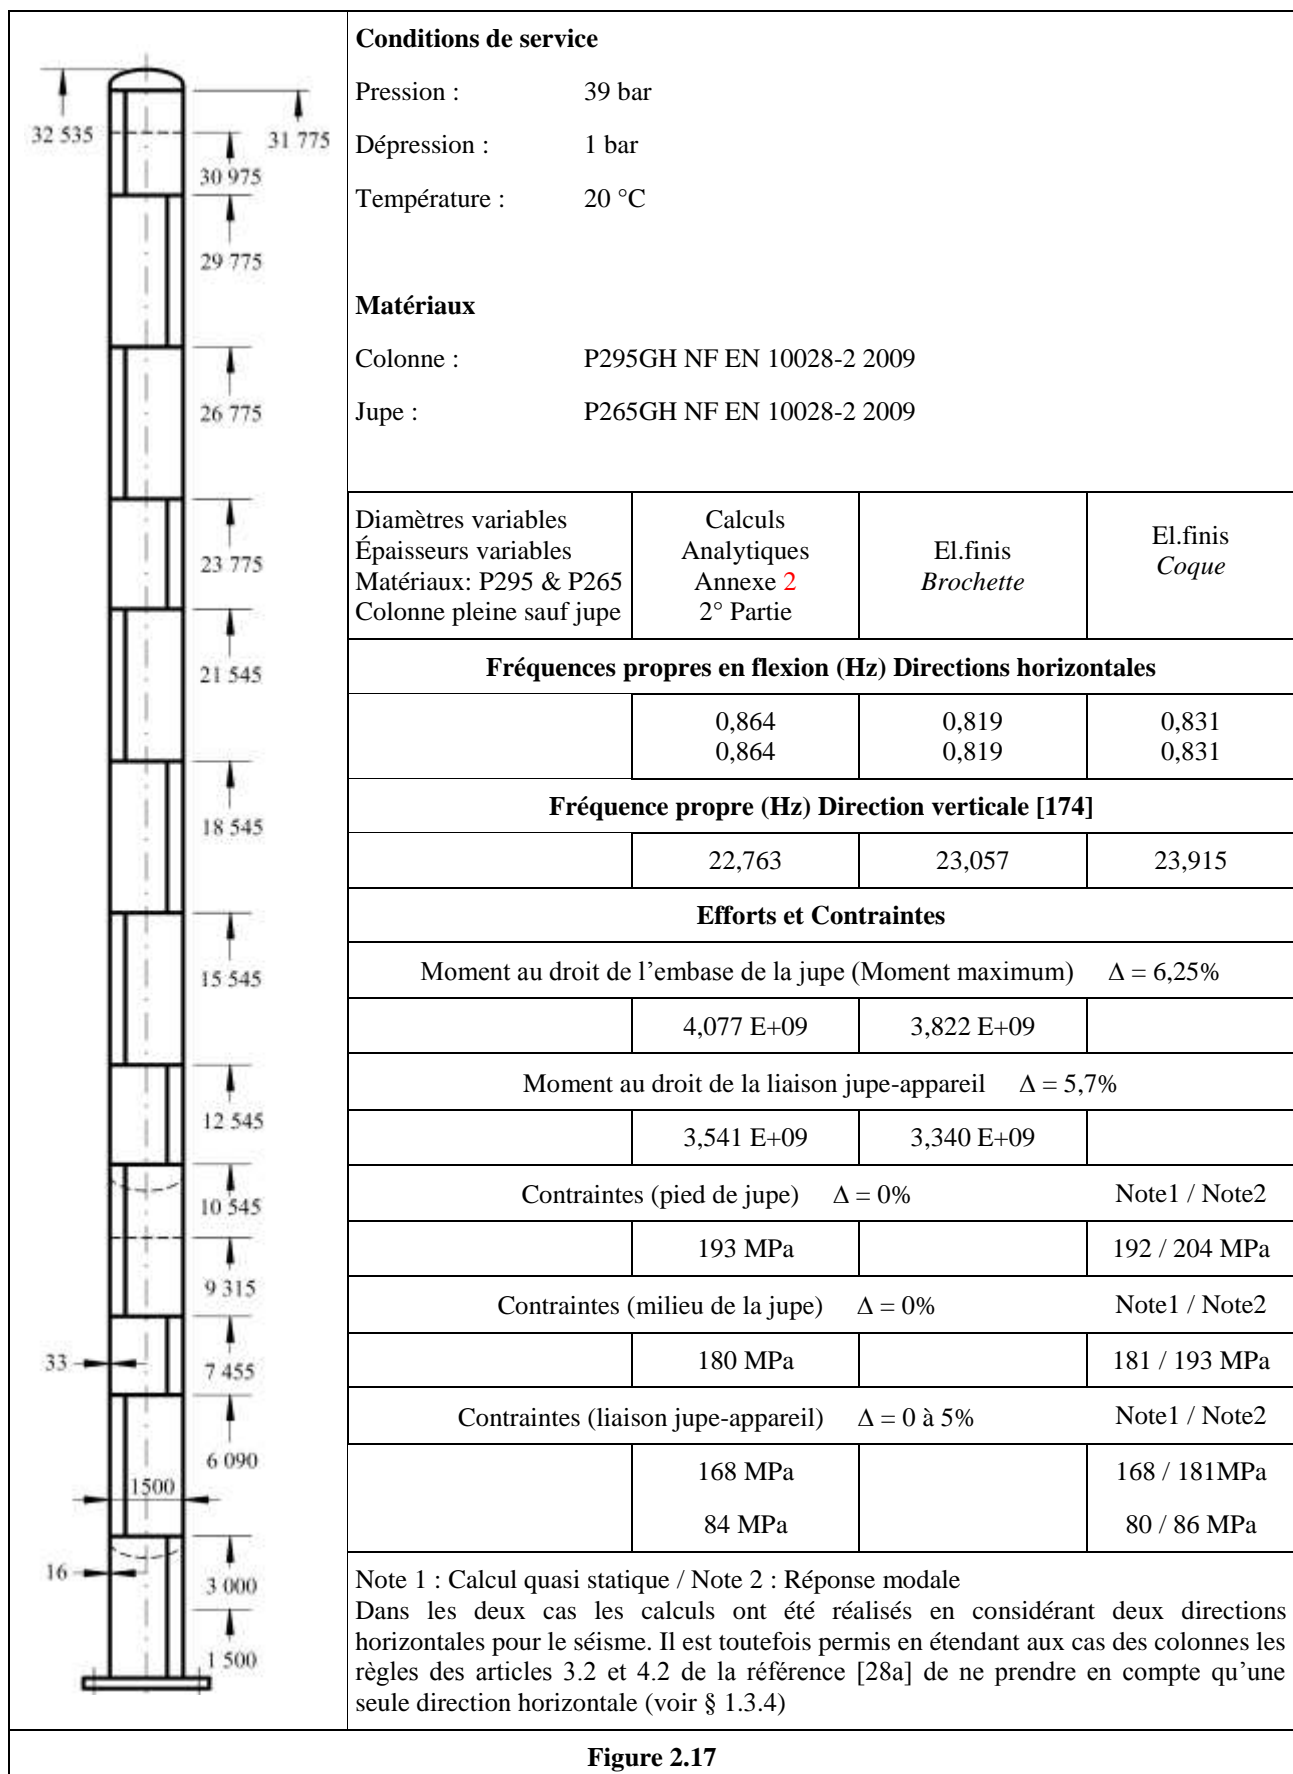 32 535
31 775
30 975
29 775
26 775
23 775
21 545
18 545
15 545
12 545
10 545
9 315
33
7 455
6 090
1500
16
3 000
1 500
Conditions de service
Pression : 39 bar
Dépression : 1 bar
Température : 20 °C
Matériaux
Colonne : P295GH NF EN 10028-2 2009
Jupe : P265GH NF EN 10028-2 2009
Diamètres variables
Épaisseurs variables
Matériaux: P295 & P265
Colonne pleine sauf jupe
Calculs
Analytiques
Annexe 2
2° Partie
El.finis
Brochette
El.finis
Coque
Fréquences propres en flexion (Hz) Directions horizontales
0,864 0,819 0,831
0,864 0,819 0,831
Fréquence propre (Hz) Direction verticale [174]
22,763 23,057 23,915
Efforts et Contraintes
Moment au droit de l’embase de la jupe (Moment maximum) Δ = 6,25%
4,077 E+09 3,822 E+09
Moment au droit de la liaison jupe-appareil Δ = 5,7%
3,541 E+09 3,340 E+09
Contraintes (pied de jupe) Δ = 0% Note1 / Note2
193 MPa 192 / 204 MPa
Contraintes (milieu de la jupe) Δ = 0% Note1 / Note2
180 MPa 181 / 193 MPa
Contraintes (liaison jupe-appareil) Δ = 0 à 5% Note1 / Note2
168 MPa 168 / 181MPa
84 MPa 80 / 86 MPa
Note 1 : Calcul quasi statique / Note 2 : Réponse modale
Dans les deux cas les calculs ont été réalisés en considérant deux directions
horizontales pour le séisme. Il est toutefois permis en étendant aux cas des colonnes les
règles des articles 3.2 et 4.2 de la référence [28a] de ne prendre en compte qu’une
seule direction horizontale (voir § 1.3.4)
Figure 2.17